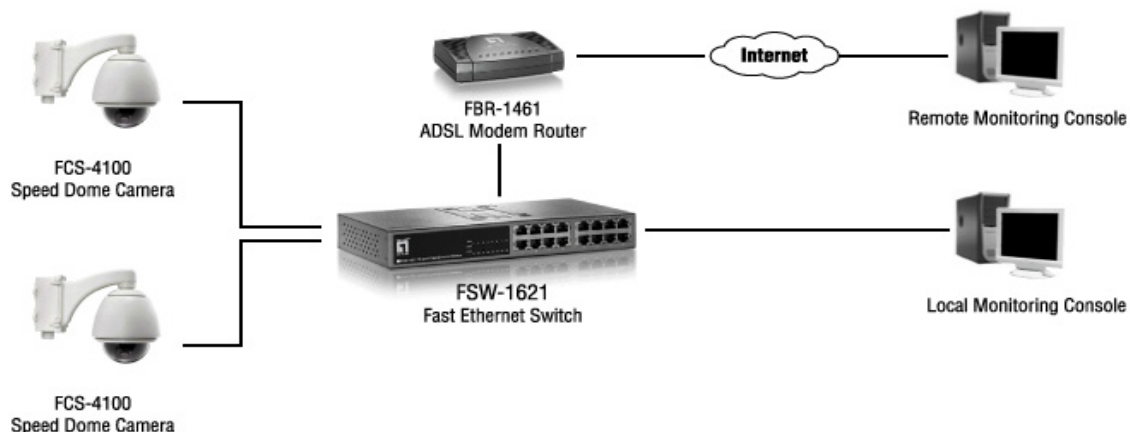 FCS-4100
Speed Dome Camera
FBR-1461
ADSL Modem Router
Internet
Remote Monitoring Console
FSW-1621
Fast Ethernet Switch
Local Monitoring Console
FCS-4100
Speed Dome Camera